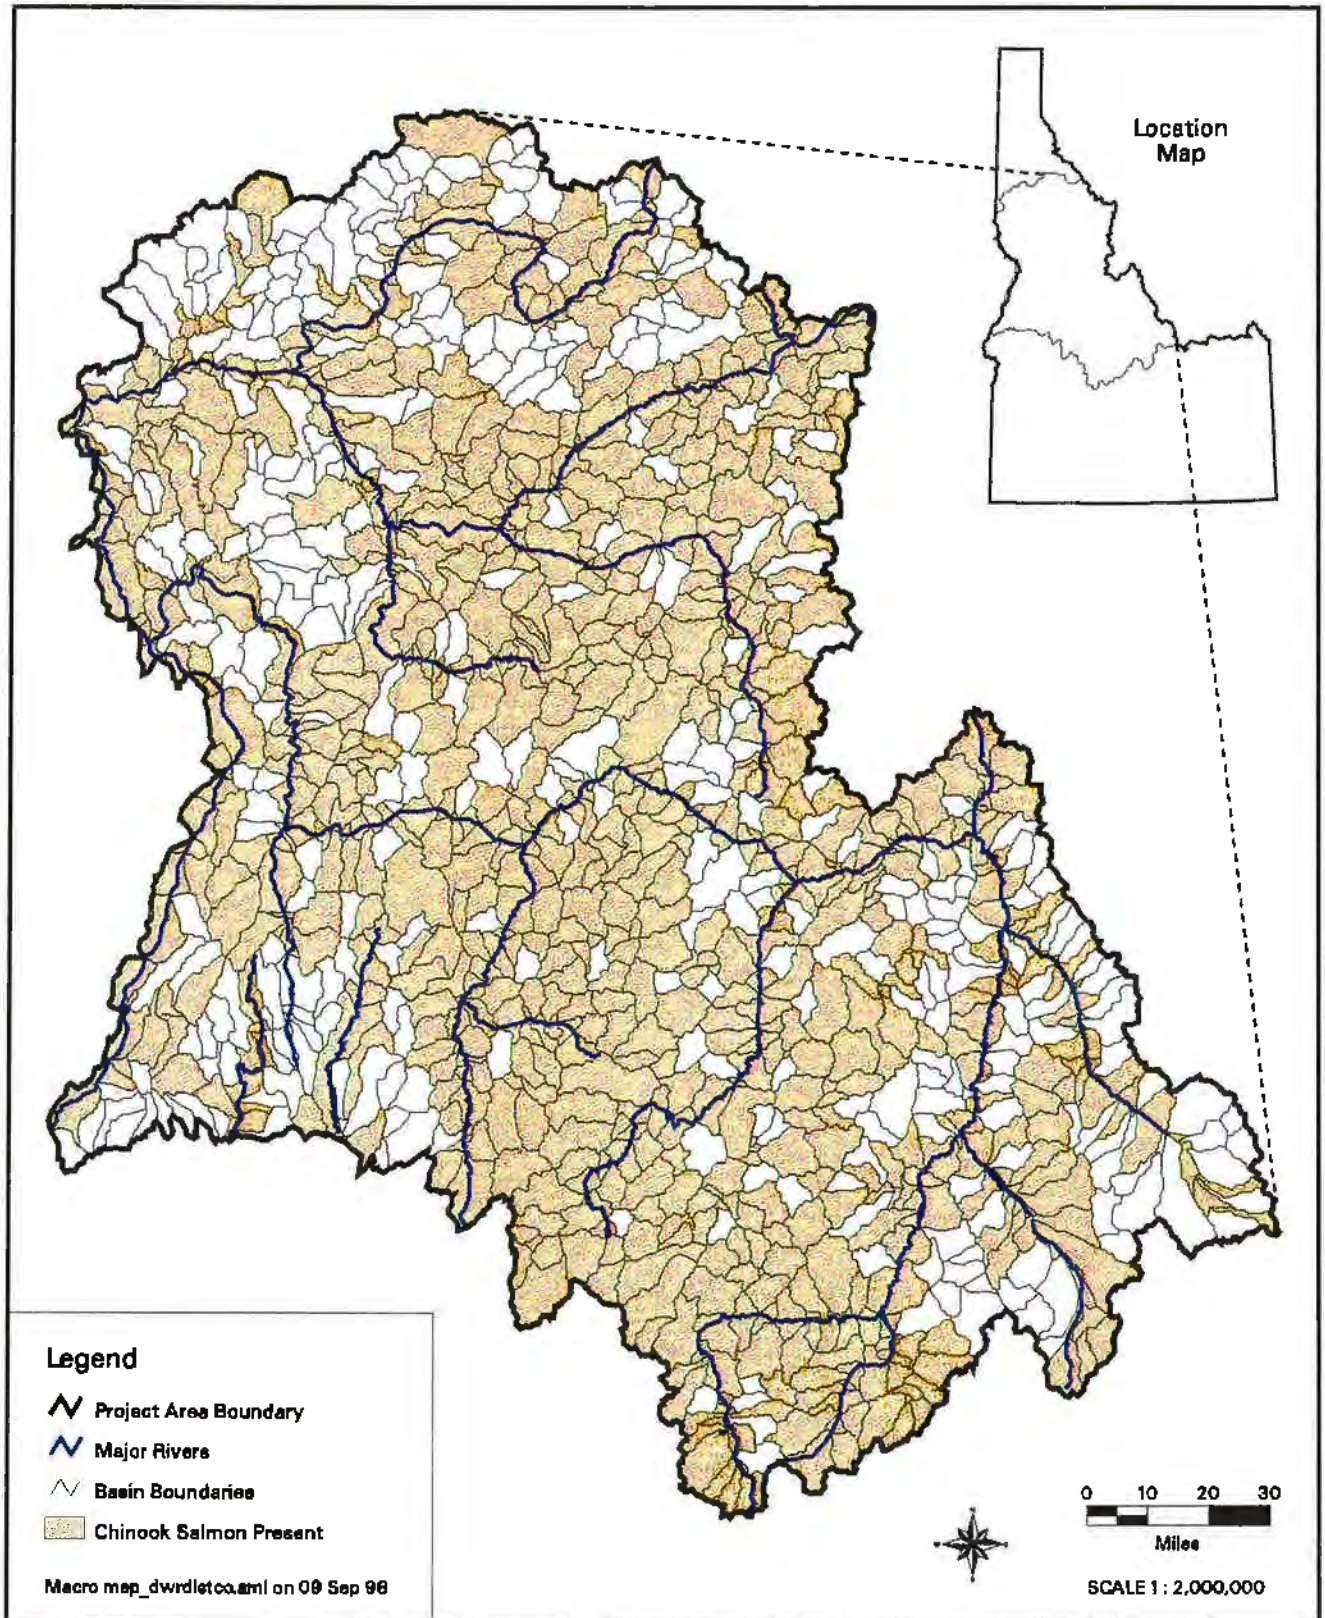 Location
Map
Legend
Project Area Boundary
Major Rivers
Basin Boundaries
Chinook Salmon Present
Macro map_dwrdistco.aml on 09 Sep 98
0 10 20 30
Miles
SCALE 1 : 2,000,000